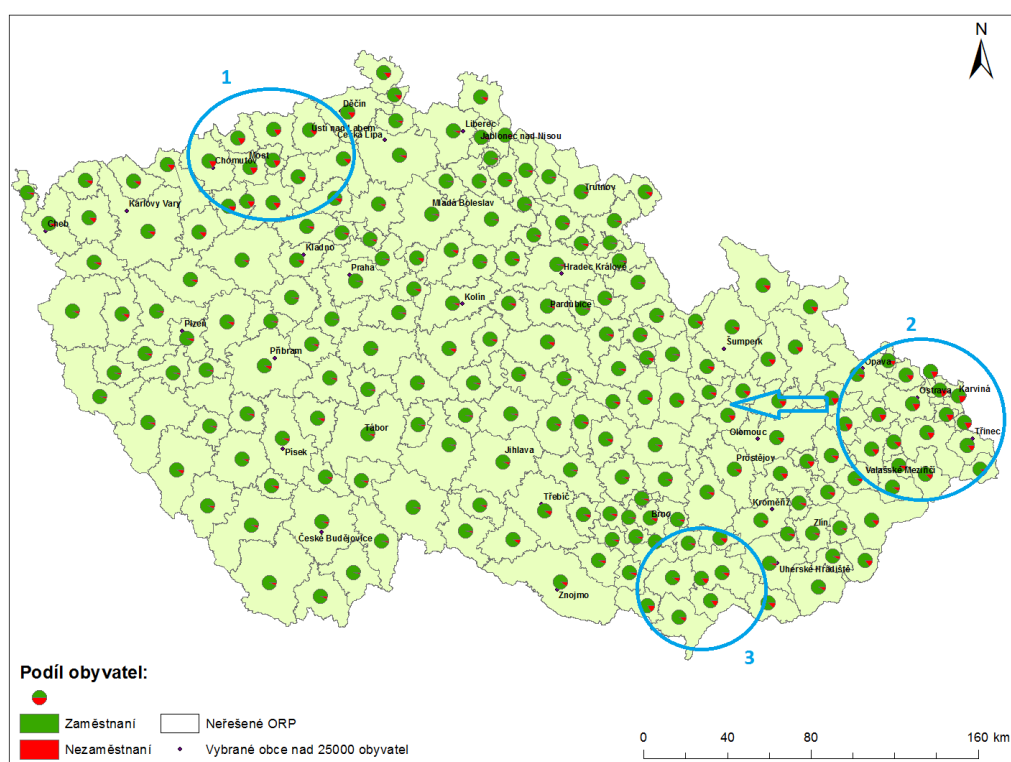 N
1
Děčín
Ústí nad Labem
Liberec
Česká Lípa
Jablonec nad Nisou
Most
Chomutov
Trutnov
Karlovy Vary
Mladá Boleslav
Cheb
Kladno
Praha
Hradec Králové
Kolín
Pardubice
2
Plzeň
Šumperk
Příbram
Opava
Ostrava
Karviná
Tábor
Olomouc
Třinec
Písek
Jihlava
Prostějov
Valašské Meziříčí
Třebíč
Kroměříž
Brno
Zlín
České Budějovice
Uherské Hradiště
Znojmo
3
Podíl obyvatel:
Zaměstnaní
Neřešené ORP
Nezaměstnaní
Vybrané obce nad 25000 obyvatel
0 40 80 160 km